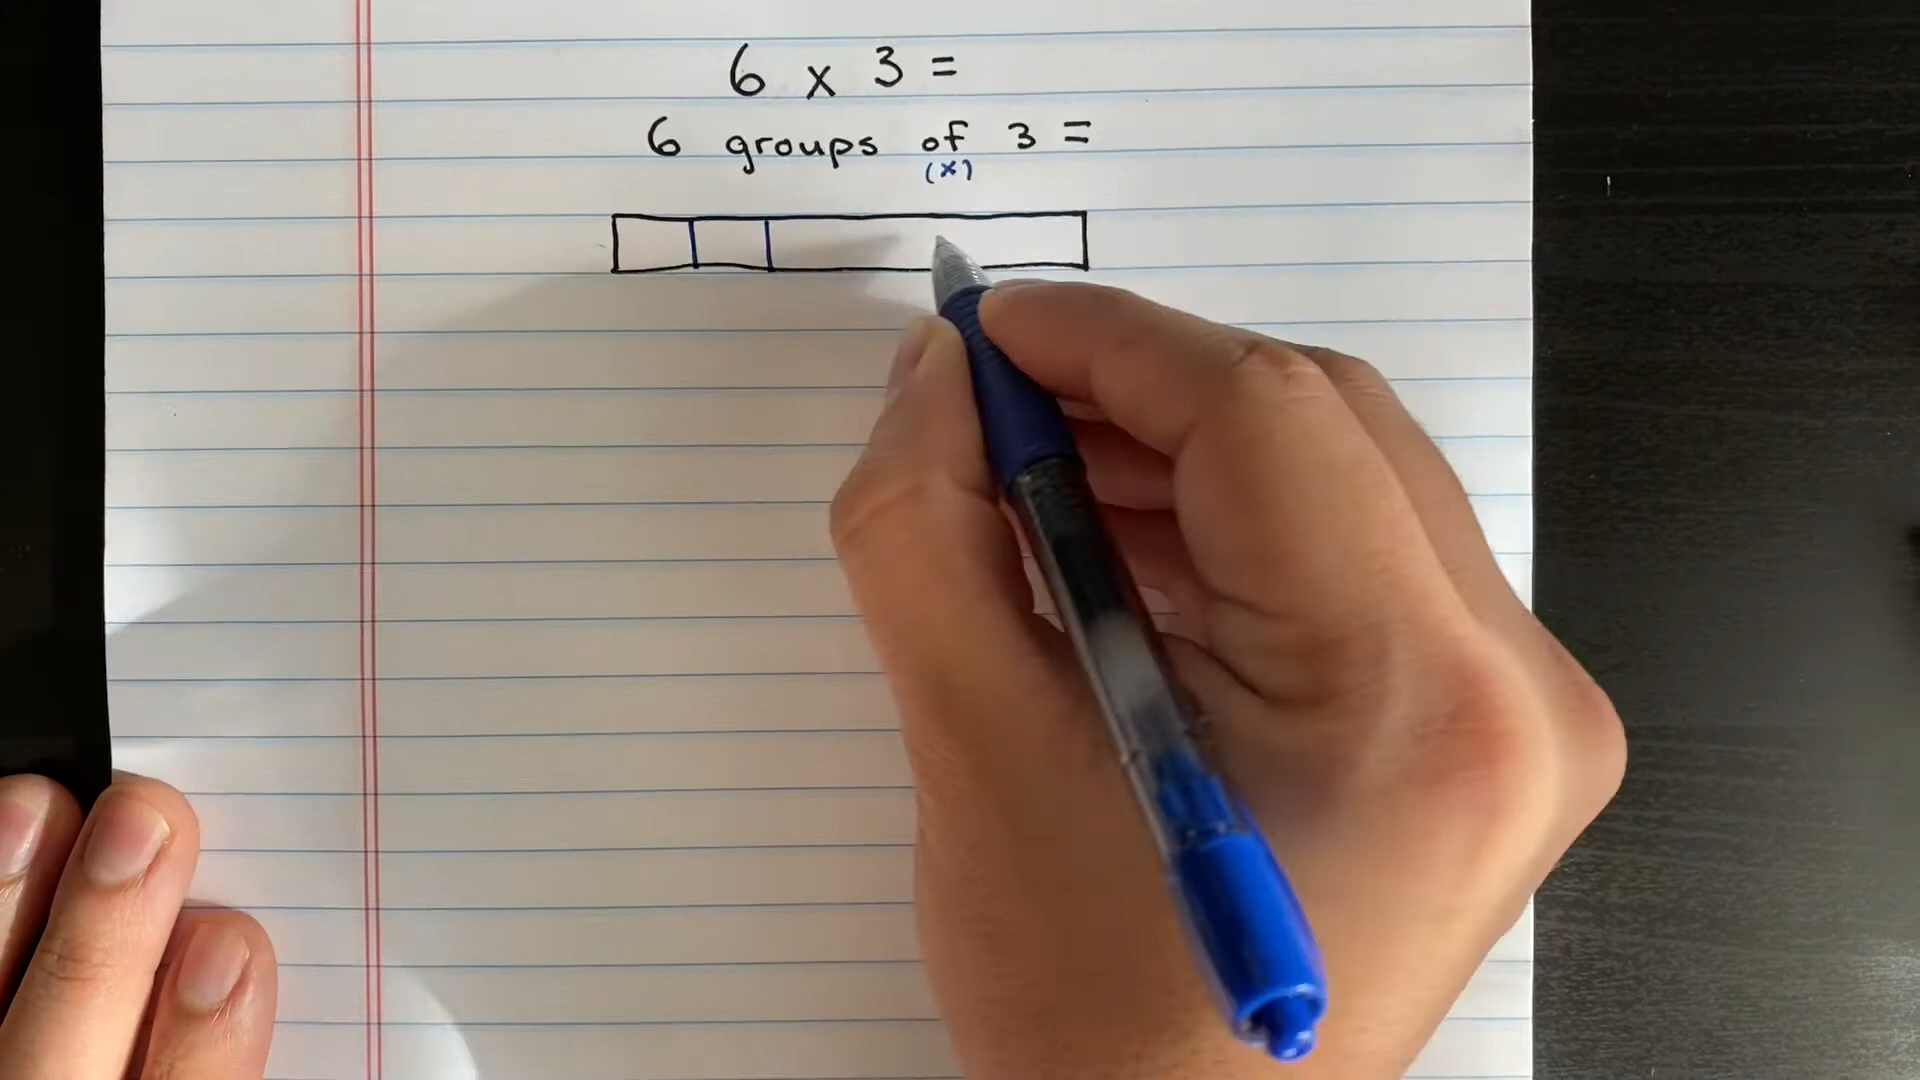 6 x 3 =
6 groups of 3 =
(x)